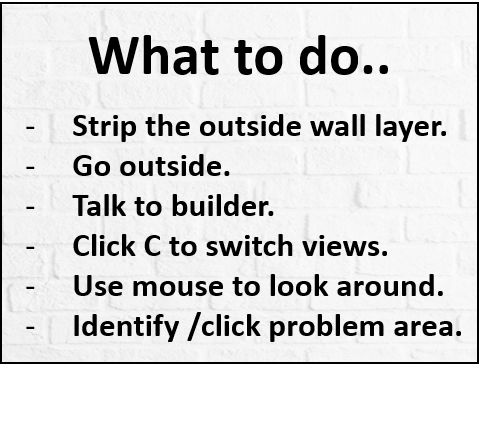 What to do..
- Strip the outside wall layer.
- Go outside.
- Talk to builder.
- Click C to switch views.
- Use mouse to look around.
- Identify /click problem area.